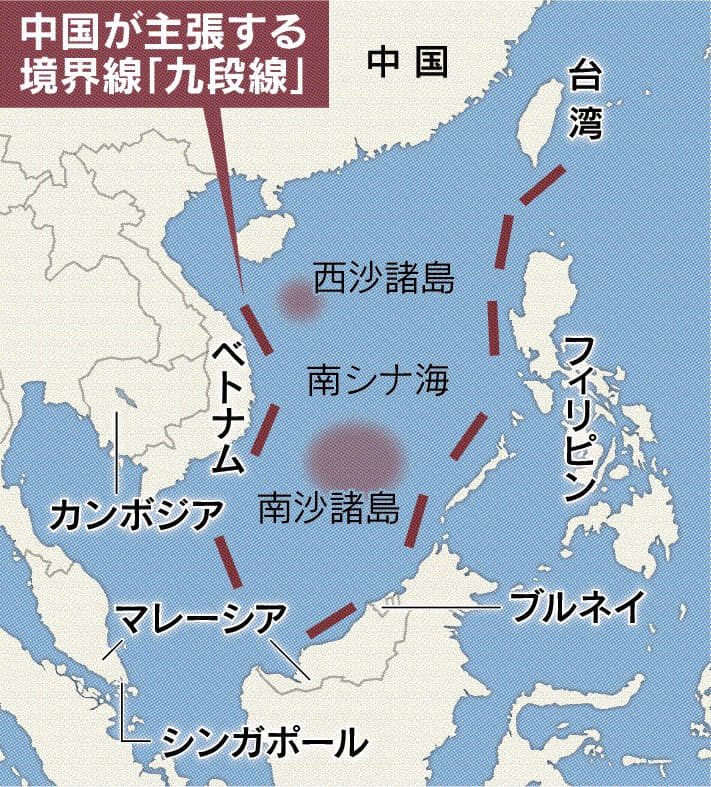 中国が主張する
境界線「九段線」
中国
台湾
西沙諸島
南シナ海
ベトナム
フィリピン
南沙諸島
カンボジア
マレーシア
ブルネイ
シンガポール